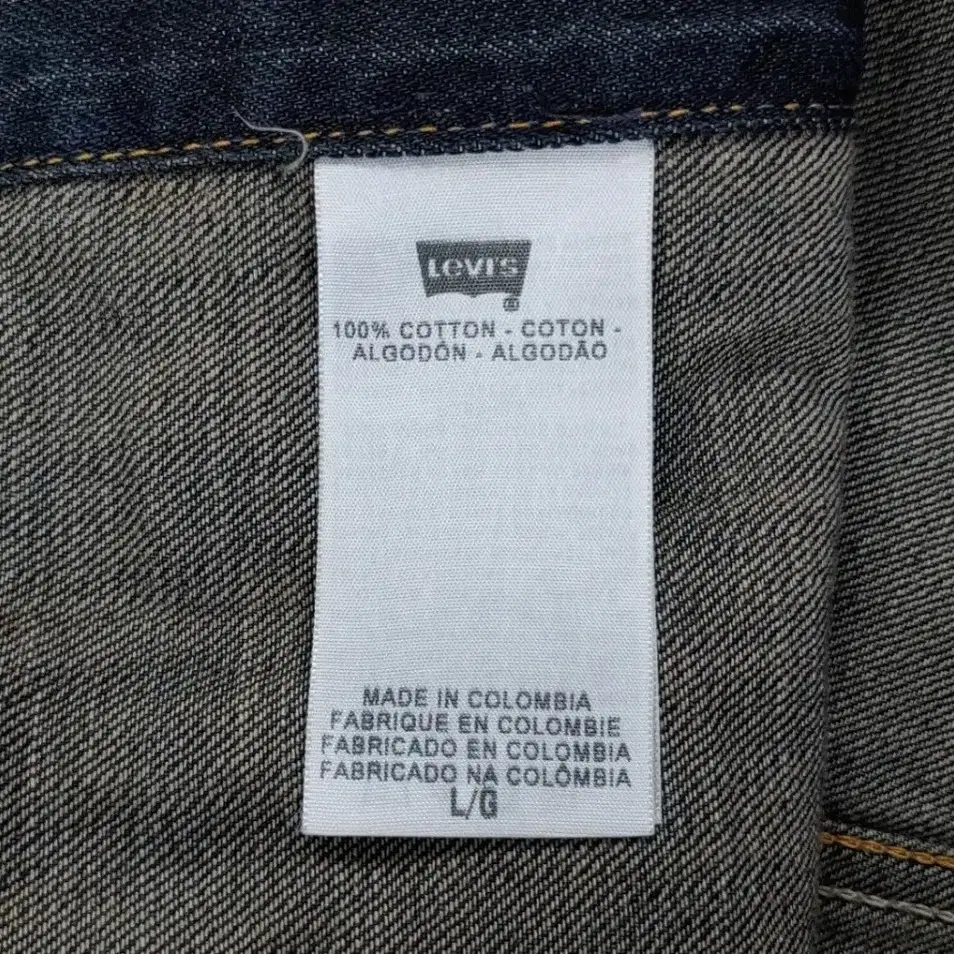 Levi's
®
100% COTTON - COTON -
ALGODÓN - ALGODÃO
MADE IN COLOMBIA
FABRIQUE EN COLOMBIE
FABRICADO EN COLOMBIA
FABRICADO NA COLÔMBIA
L/G